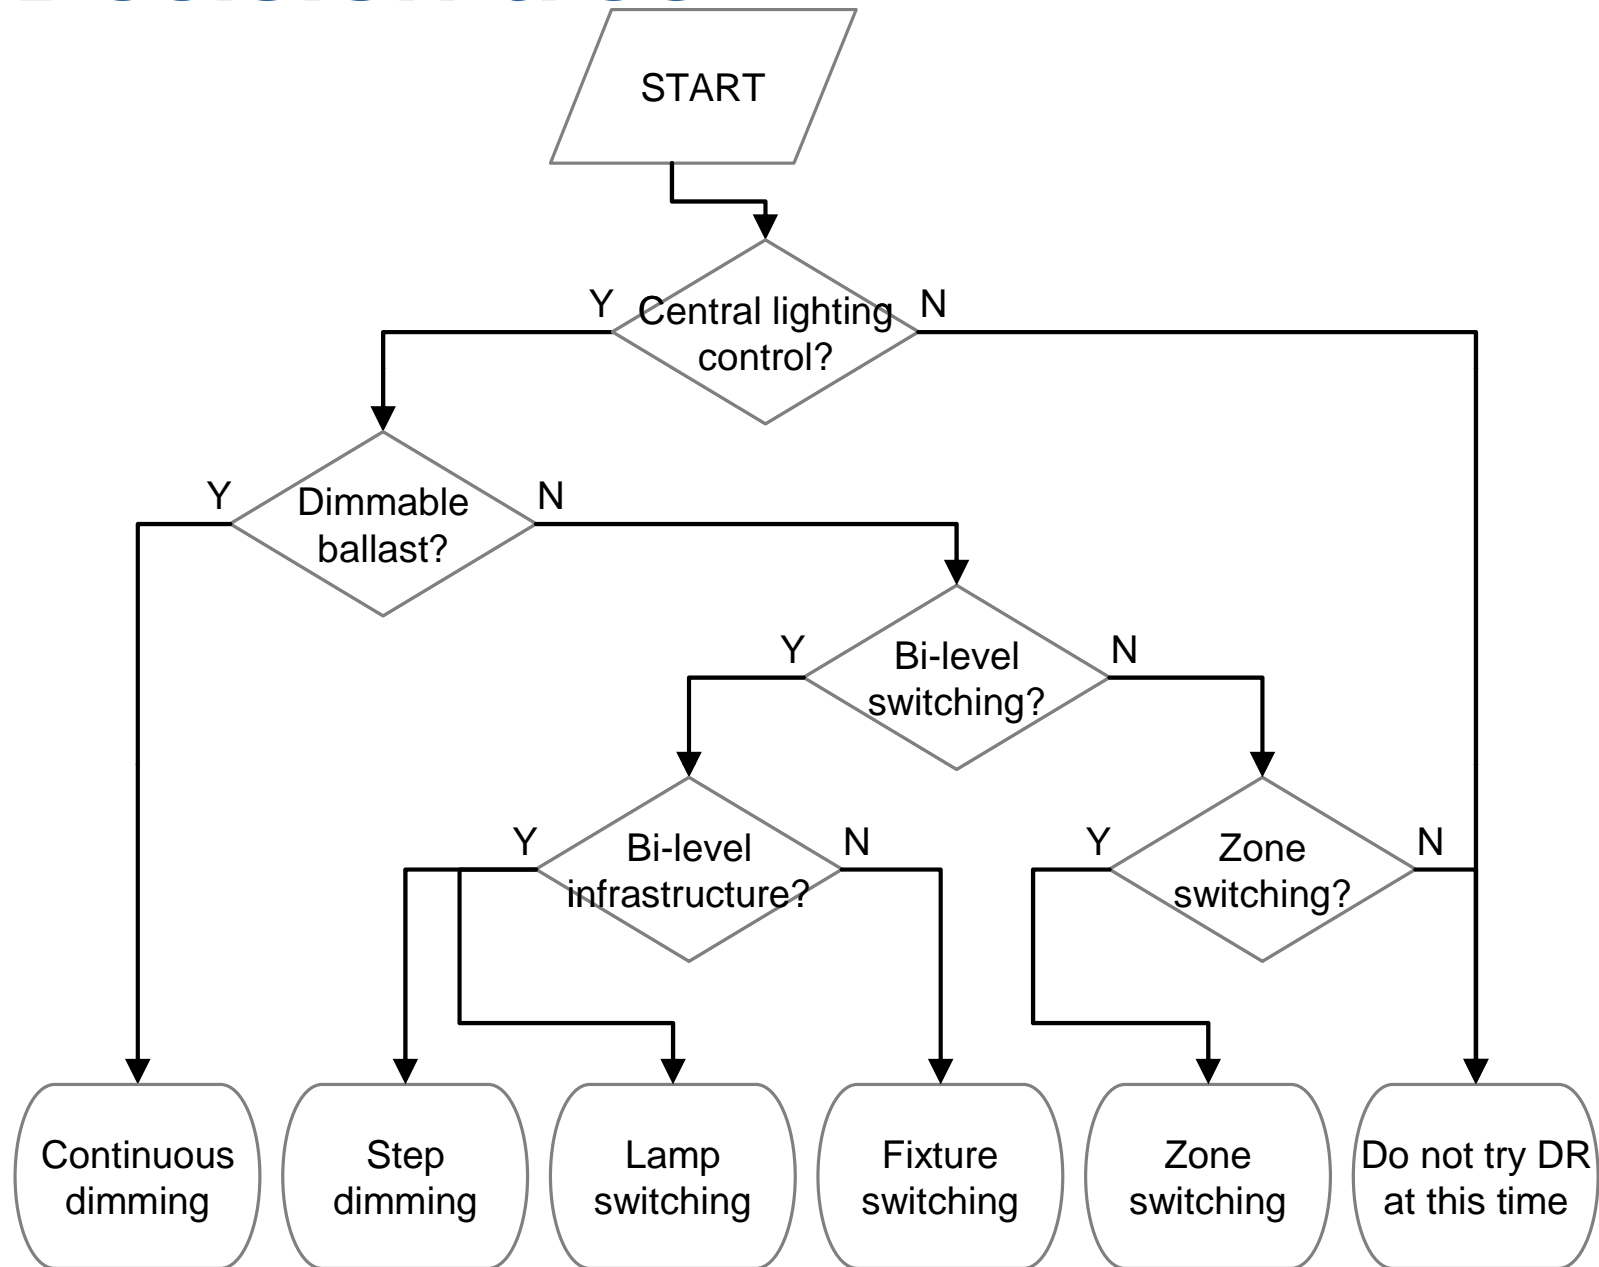 START
Y
Central lighting
control?
N
Y
Dimmable
ballast?
N
Y
Bi-level
switching?
N
Y
Bi-level
infrastructure?
N
Y
Zone
switching?
N
Continuous
dimming
Step
dimming
Lamp
switching
Fixture
switching
Zone
switching
Do not try DR
at this time